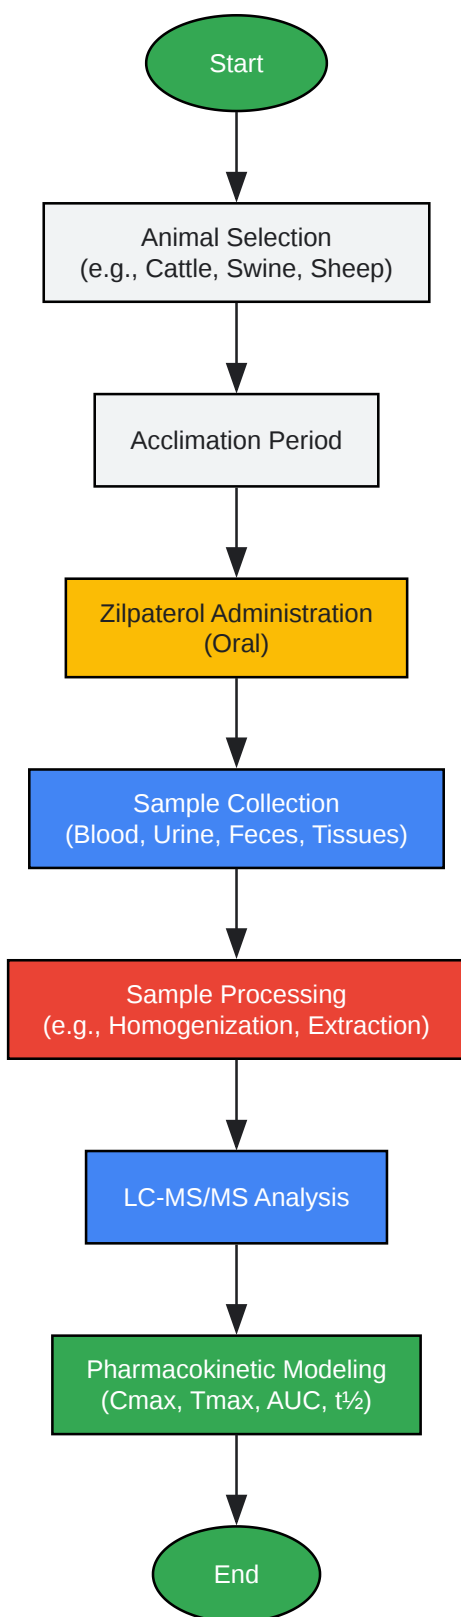 Start
Animal Selection
(e.g., Cattle, Swine, Sheep)
Acclimation Period
Zilpaterol Administration
(Oral)
Sample Collection
(Blood, Urine, Feces, Tissues)
Sample Processing
(e.g., Homogenization, Extraction)
LC-MS/MS Analysis
Pharmacokinetic Modeling
(Cmax, Tmax, AUC, t½)
End